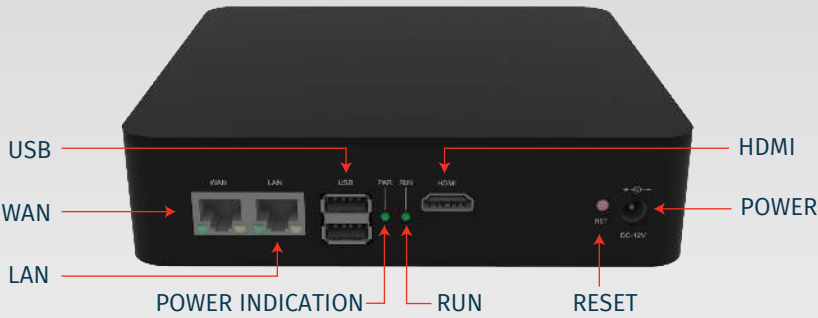 USB
HDMI
WAN
POWER
LAN
POWER INDICATION
RUN
RESET
WAN
LAN
USB
PWR
RUN
HDMI
RST
DC-12V